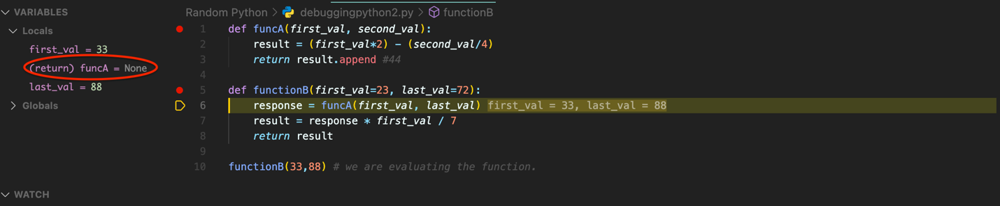 VARIABLES
Locals
first_val = 33
(return) funcA = None
last_val = 88
Globals
WATCH
Random Python > debuggingpython2.py > functionB
1 def funcA(first_val, second_val):
2 result = (first_val*2) - (second_val/4)
3 return result.append #44
4
5 def functionB(first_val=23, last_val=72):
6 response = funcA(first_val, last_val) first_val = 33, last_val = 88
7 result = response * first_val / 7
8 return result
9
10 functionB(33,88) # we are evaluating the function.